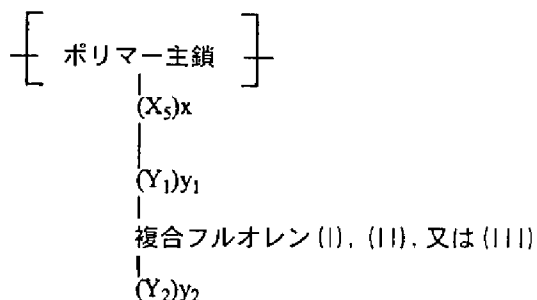 ポリマー主鎖
(X5)x
(Y1)y1
複合フルオレン(I), (II), 又は(III)
(Y2)y2